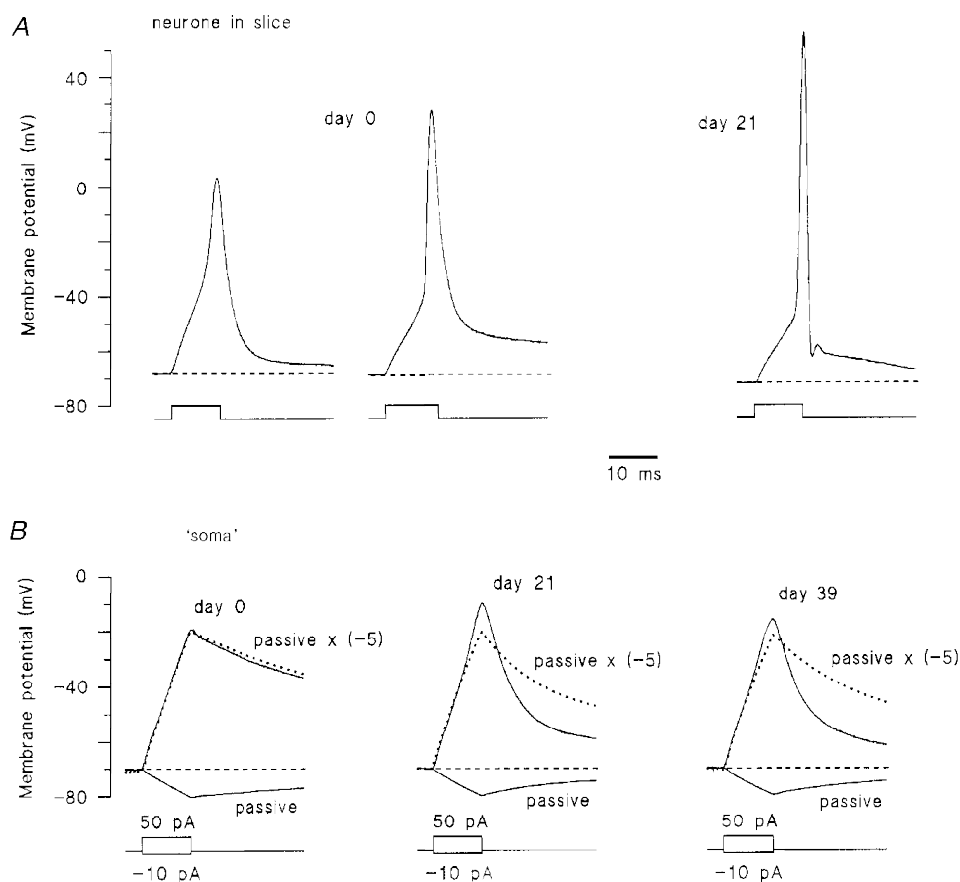 A
neurone in slice
Membrane potential (mV)
40
0
−40
−80
day 0
day 21
10 ms
B
'soma'
Membrane potential (mV)
0
−40
−80
day 0
passive x (−5)
passive
50 pA
−10 pA
day 21
passive x (−5)
passive
50 pA
−10 pA
day 39
passive x (−5)
passive
50 pA
−10 pA